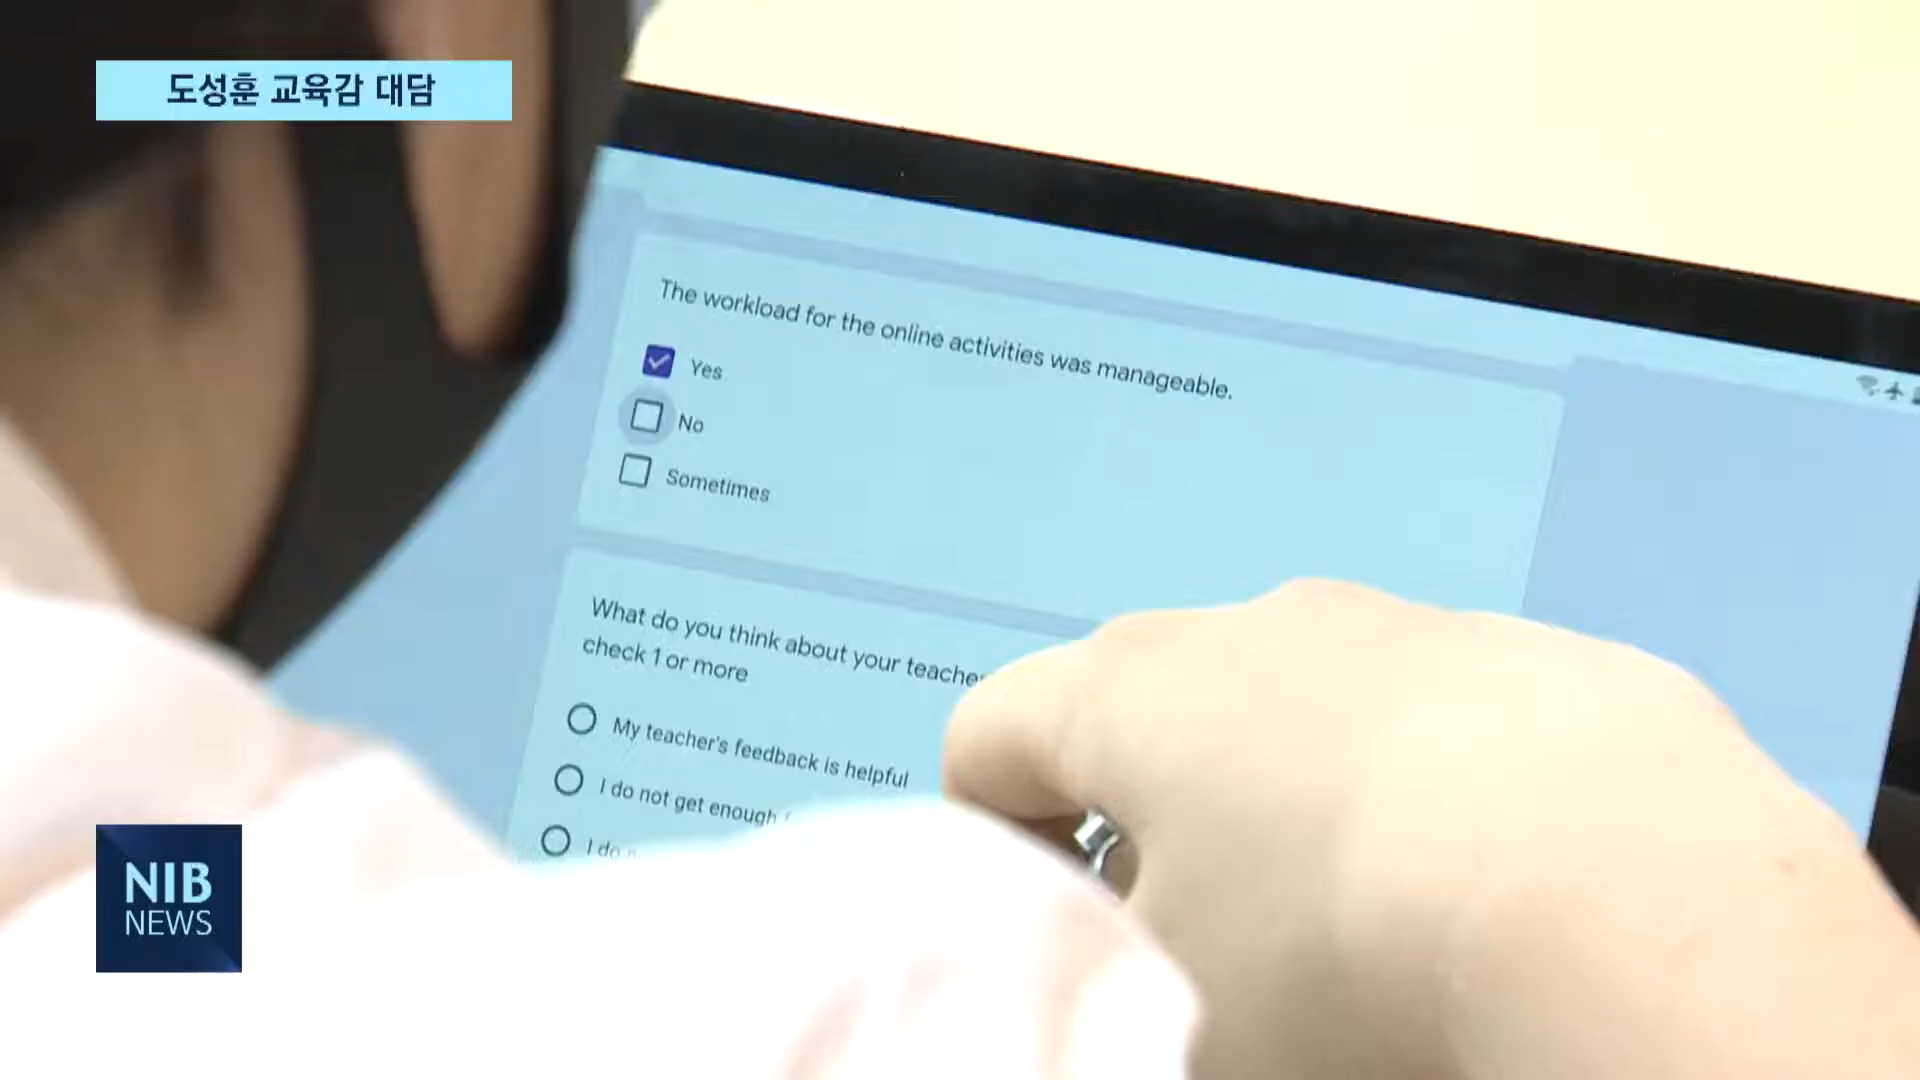 도성훈 교육감 대담
The workload for the online activities was manageable.
Yes
No
Sometimes
What do you think about your
check 1 or more
My teacher's feedback is helpful
I do not get enough
I do
NIB
NEWS